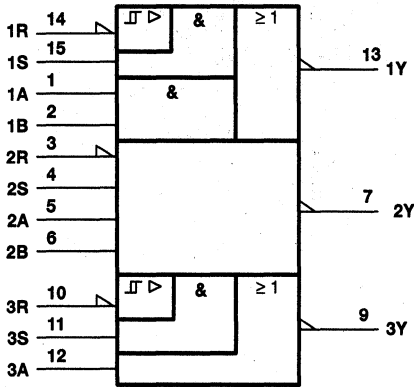 1R 14 ▷ & ≥ 1
1S 15
13 1Y
1A 1 &
1B 2
2R 3
2S 4
7 2Y
2A 5
2B 6
3R 10 ▷ & ≥ 1
9 3Y
3S 11
3A 12